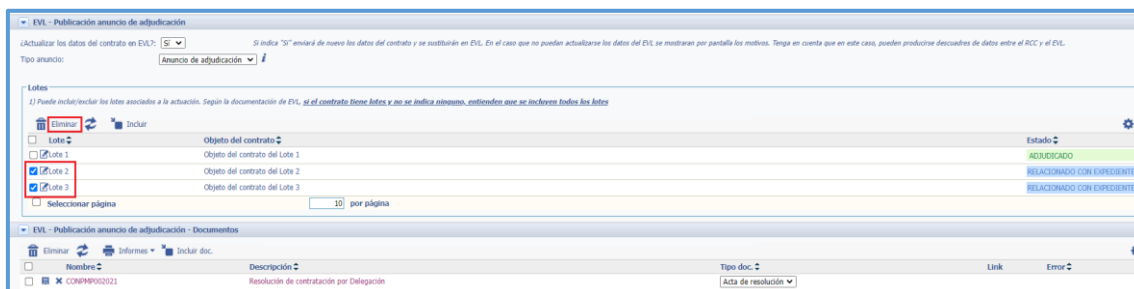 EVL - Publicación anuncio de adjudicación
¿Actualizar los datos del contrato en EVL?: Sí Si indica "Sí" enviará de nuevo los datos del contrato y se sustituirán en EVL. En el caso que no puedan actualizarse los datos del EVL se mostraran por pantalla los motivos. Tenga en cuenta que en este caso, pueden producirse descuadres de datos entre el RCC y el EVL.
Tipo anuncio: Anuncio de adjudicación
Lotes
1) Puede incluir/excluir los lotes asociados a la actuación. Según la documentación de EVL, si el contrato tiene lotes y no se indica ninguno, entienden que se incluyen todos los lotes
Eliminar Incluir
Lote Objeto del contrato Estado
Lote 1 Objeto del contrato del Lote 1 ADJUDICADO
Lote 2 Objeto del contrato del Lote 2 RELACIONADO CON EXPEDIENTE
Lote 3 Objeto del contrato del Lote 3 RELACIONADO CON EXPEDIENTE
Seleccionar página 10 por página
EVL - Publicación anuncio de adjudicación - Documentos
Eliminar Informes Incluir doc.
Nombre Descripción Tipo doc. Link Error
CONPMP002021 Resolución de contratación por Delegación Acta de resolución